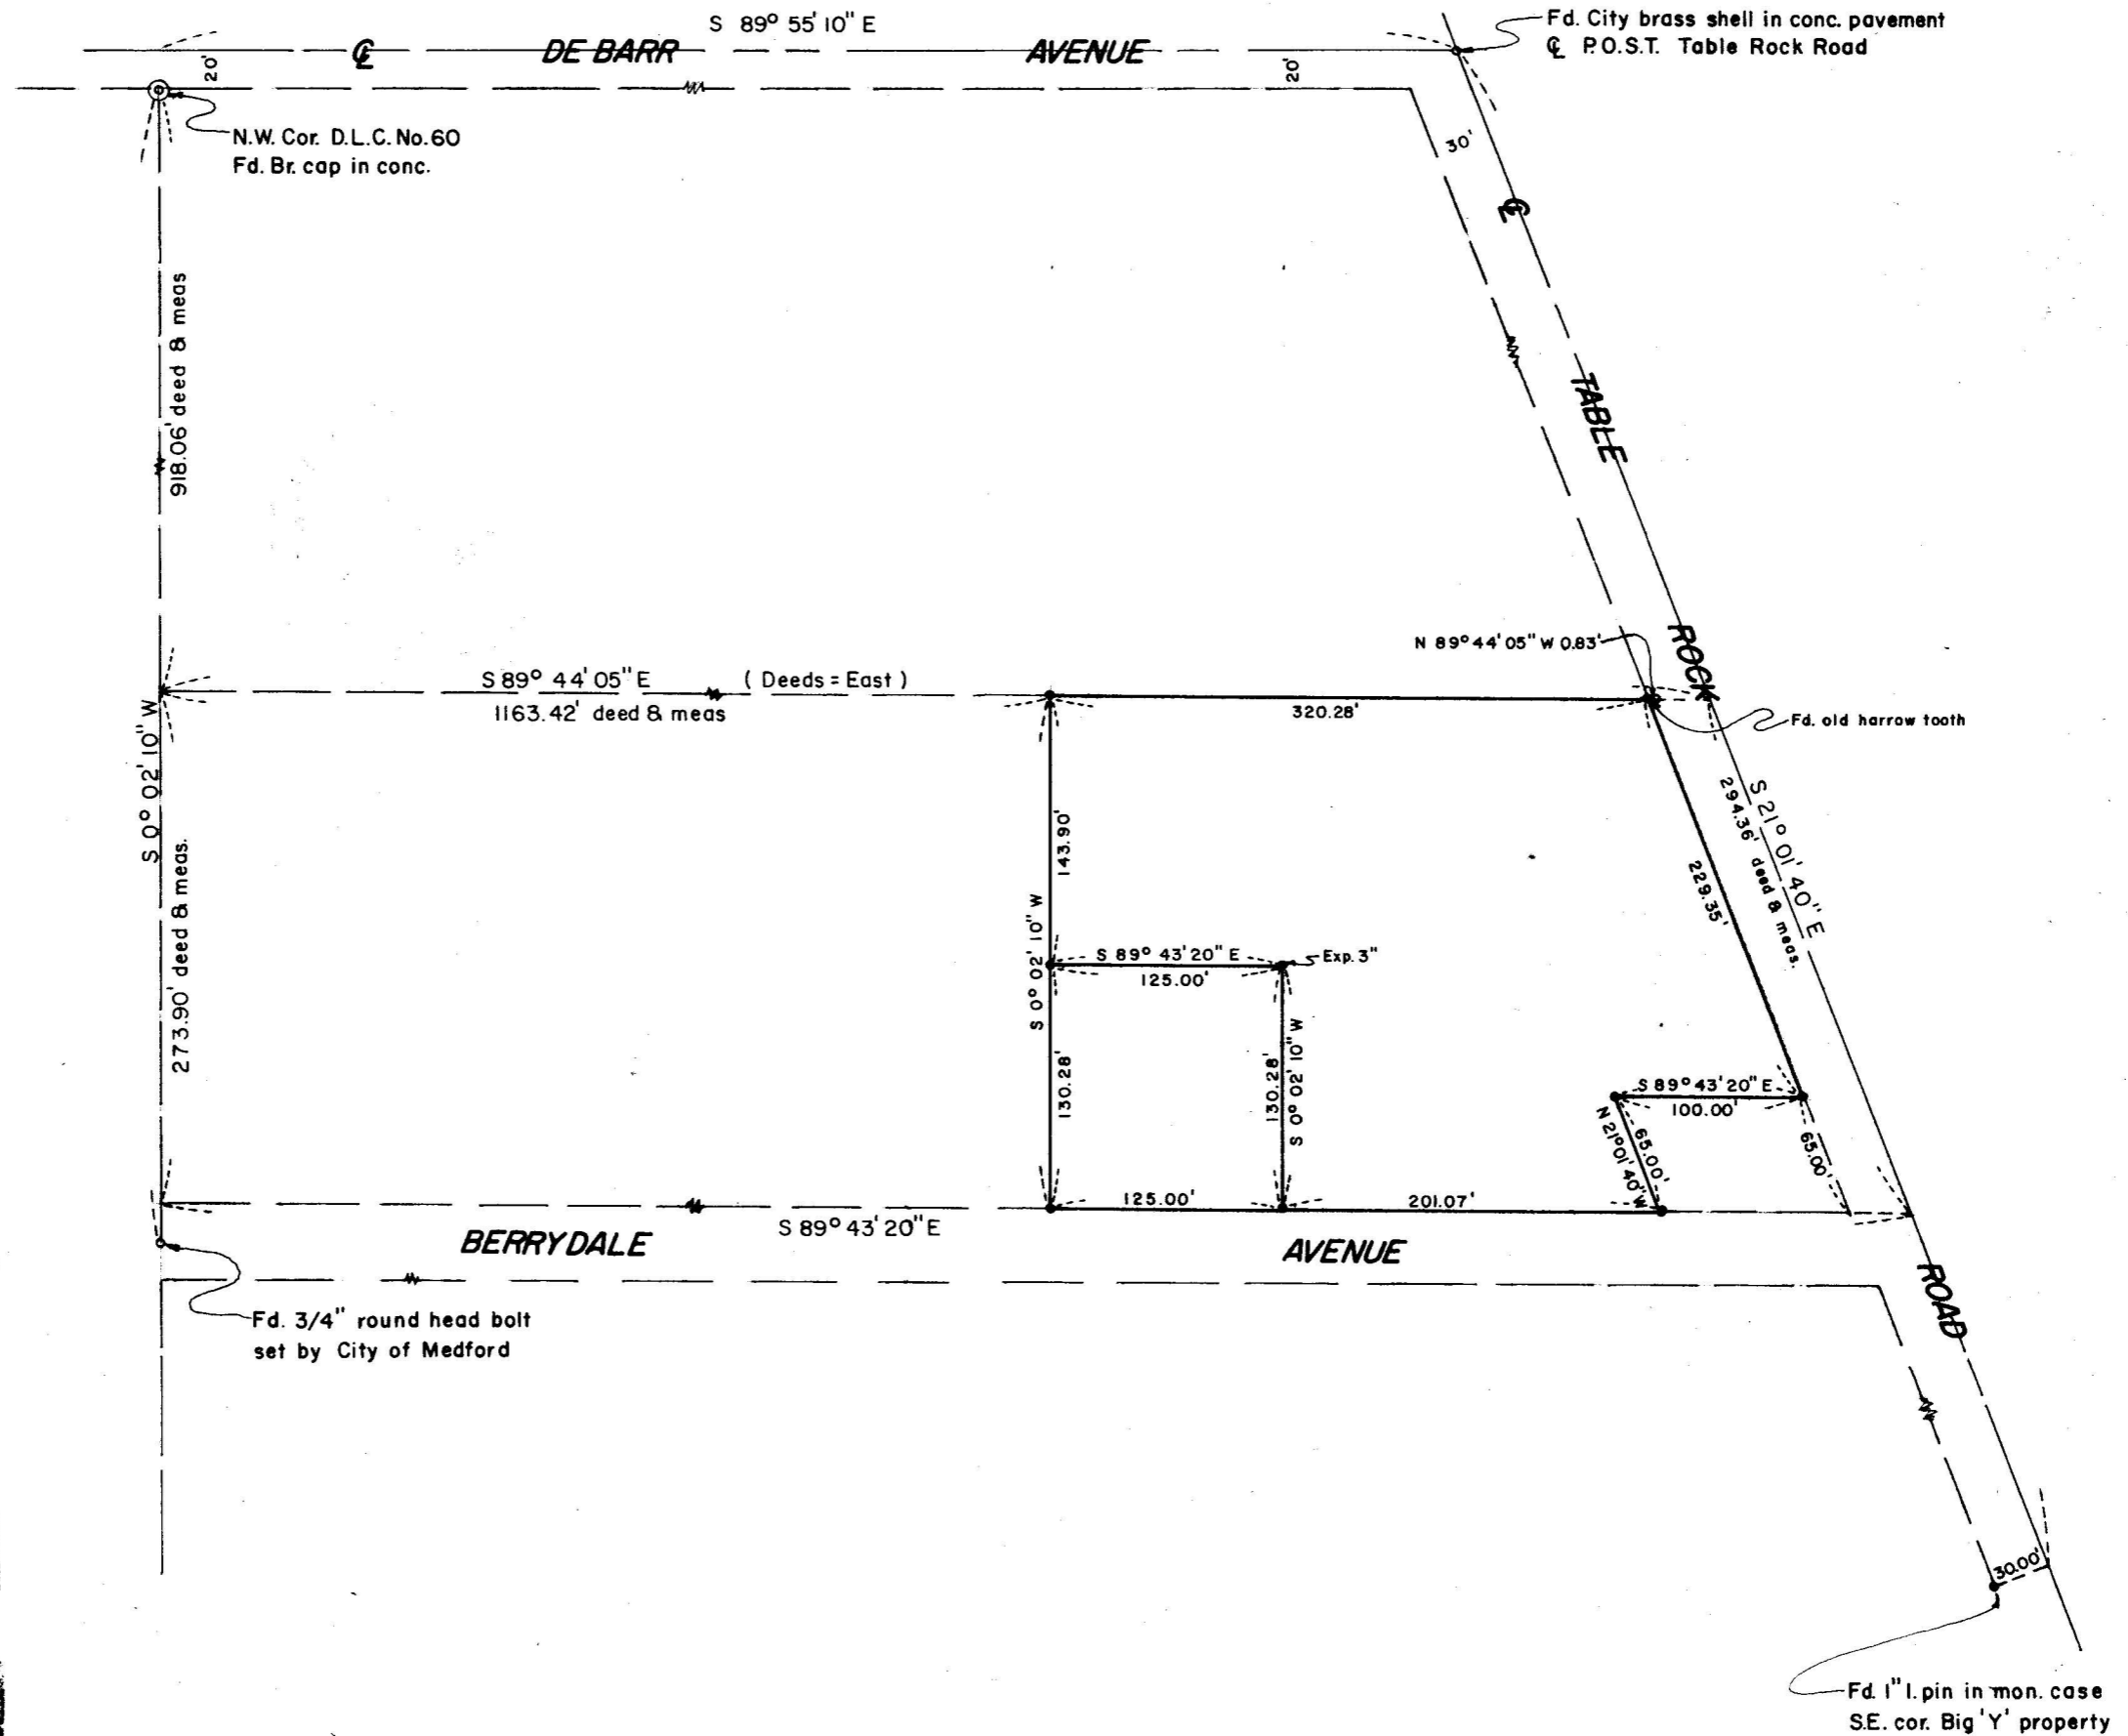 S 89° 55' 10" E
℄ DE BARR AVENUE
20'
20'
Fd. City brass shell in conc. pavement
℄ P.O.S.T. Table Rock Road
N.W. Cor. D.L.C. No. 60
Fd. Br. cap in conc.
30'
℄
TABLE ROCK ROAD
918.06' deed & meas
N 89° 44' 05" W 0.83'
S 89° 44' 05" E (Deeds = East)
1163.42' deed & meas
320.28'
Fd. old harrow tooth
S 0° 02' 10" W
273.90' deed & meas.
143.90'
S 0° 02' 10" W
130.28'
S 89° 43' 20" E
125.00'
Exp. 3"
130.28'
S 0° 02' 10" W
229.35'
S 21° 01' 40" E
294.36' deed & meas.
S 89° 43' 20" E
100.00'
N 21° 01' 40" W
65.00'
65.00'
125.00'
201.07'
S 89° 43' 20" E
BERRYDALE AVENUE
Fd. 3/4" round head bolt
set by City of Medford
30.00'
Fd. 1" I. pin in mon. case
S.E. cor. Big 'Y' property